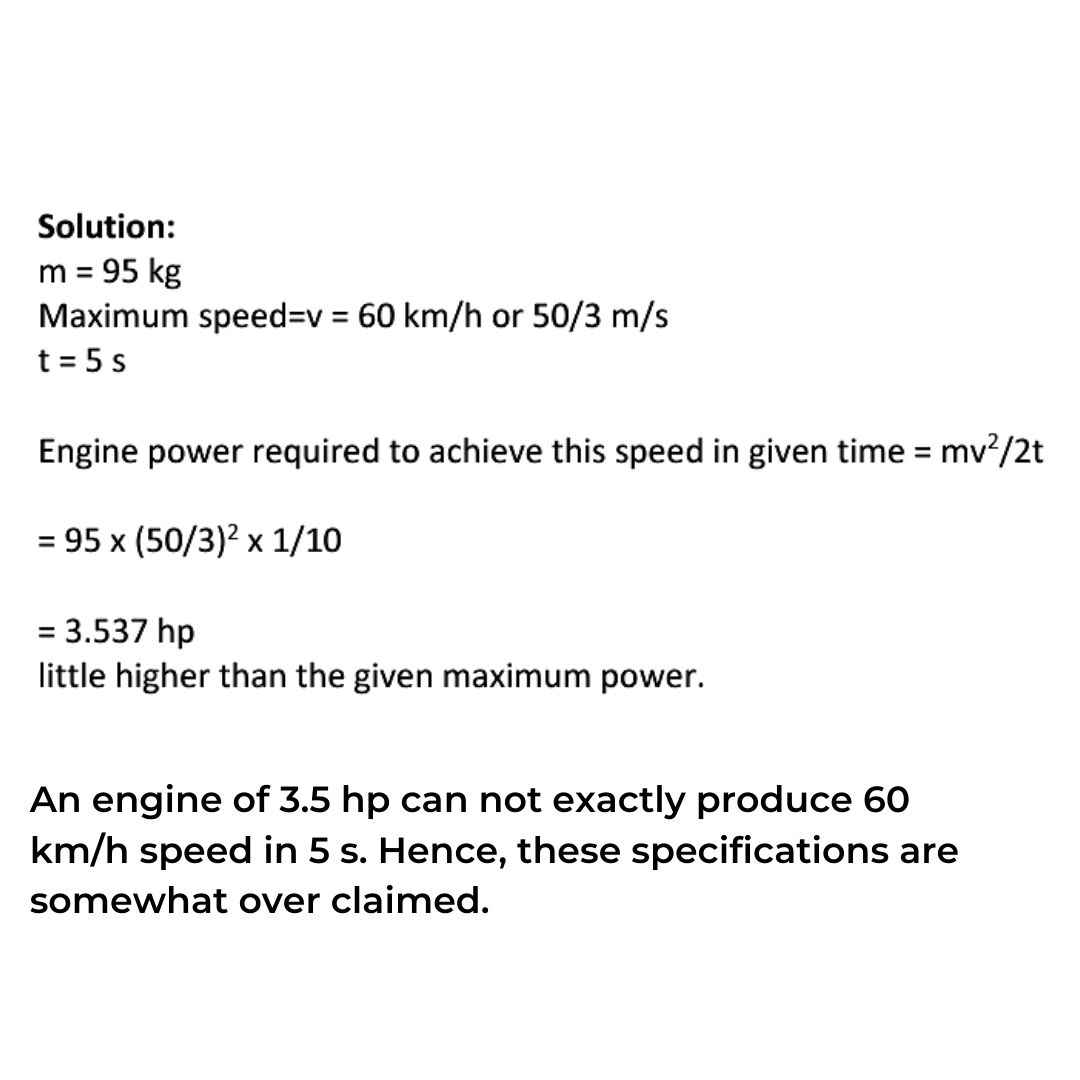 Solution:
m = 95 kg
Maximum speed=v = 60 km/h or 50/3 m/s
t = 5 s
Engine power required to achieve this speed in given time = mv²/2t
= 95 x (50/3)² x 1/10
= 3.537 hp
little higher than the given maximum power.
An engine of 3.5 hp can not exactly produce 60
km/h speed in 5 s. Hence, these specifications are
somewhat over claimed.